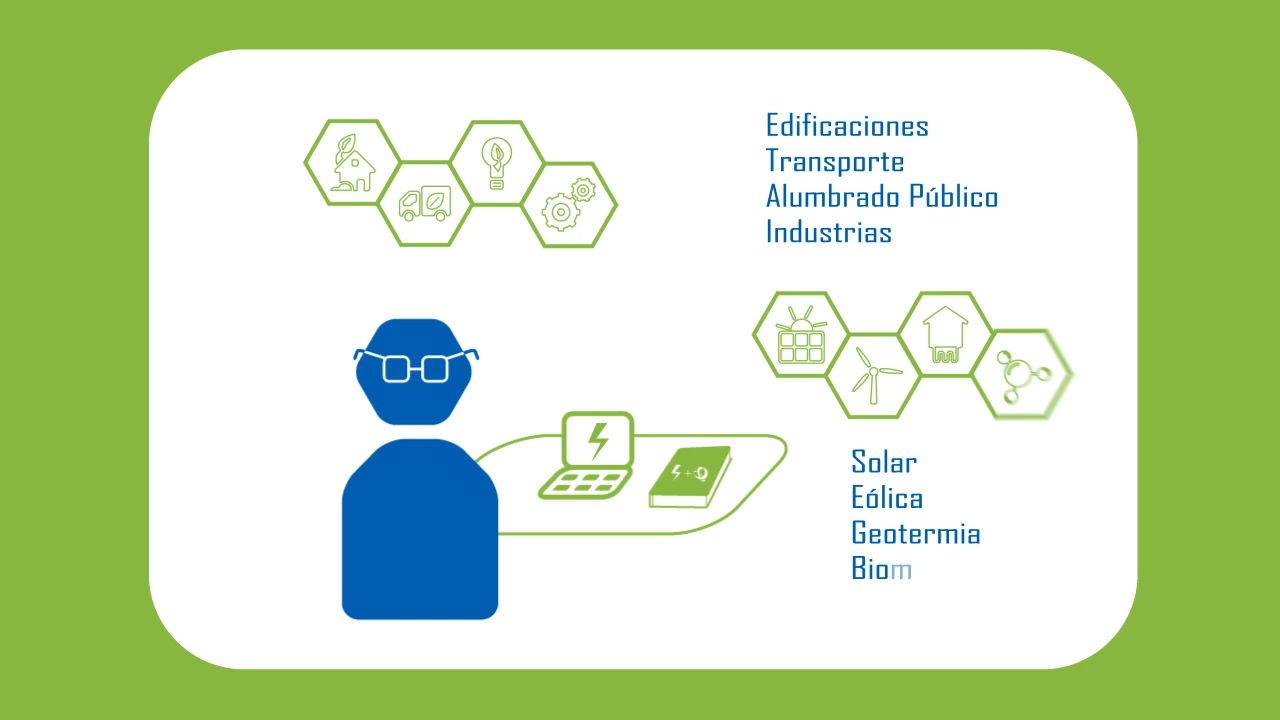 Edificaciones
Transporte
Alumbrado Público
Industrias
Solar
Eólica
Geotermia
Biom